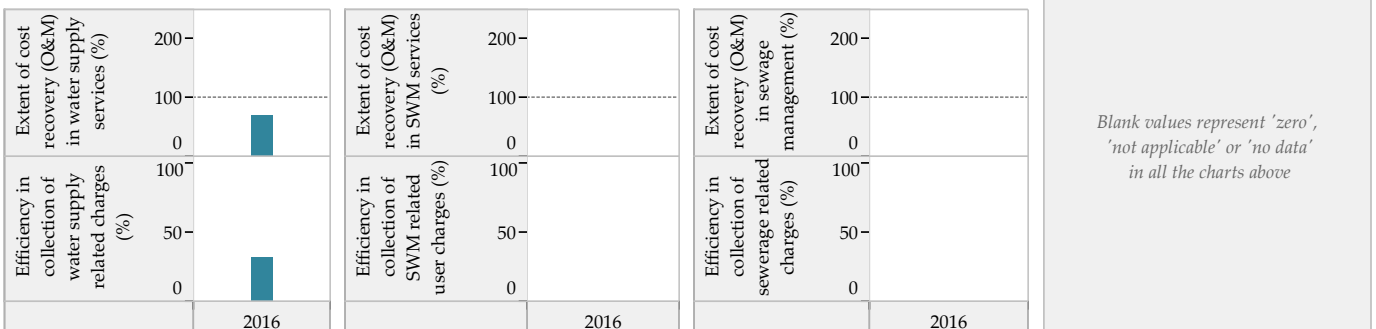 Extent of cost
recovery (O&M)
in water supply
services (%)
200
100
0
Efficiency in
collection of
water supply
related charges
(%)
100
50
0
2016
Extent of cost
recovery (O&M)
in SWM services
(%)
200
100
0
Efficiency in
collection of
SWM related
user charges (%)
100
50
0
2016
Extent of cost
recovery (O&M)
in sewage
management (%)
200
100
0
Efficiency in
collection of
sewerage related
charges (%)
100
50
0
2016
Blank values represent 'zero',
'not applicable' or 'no data'
in all the charts above